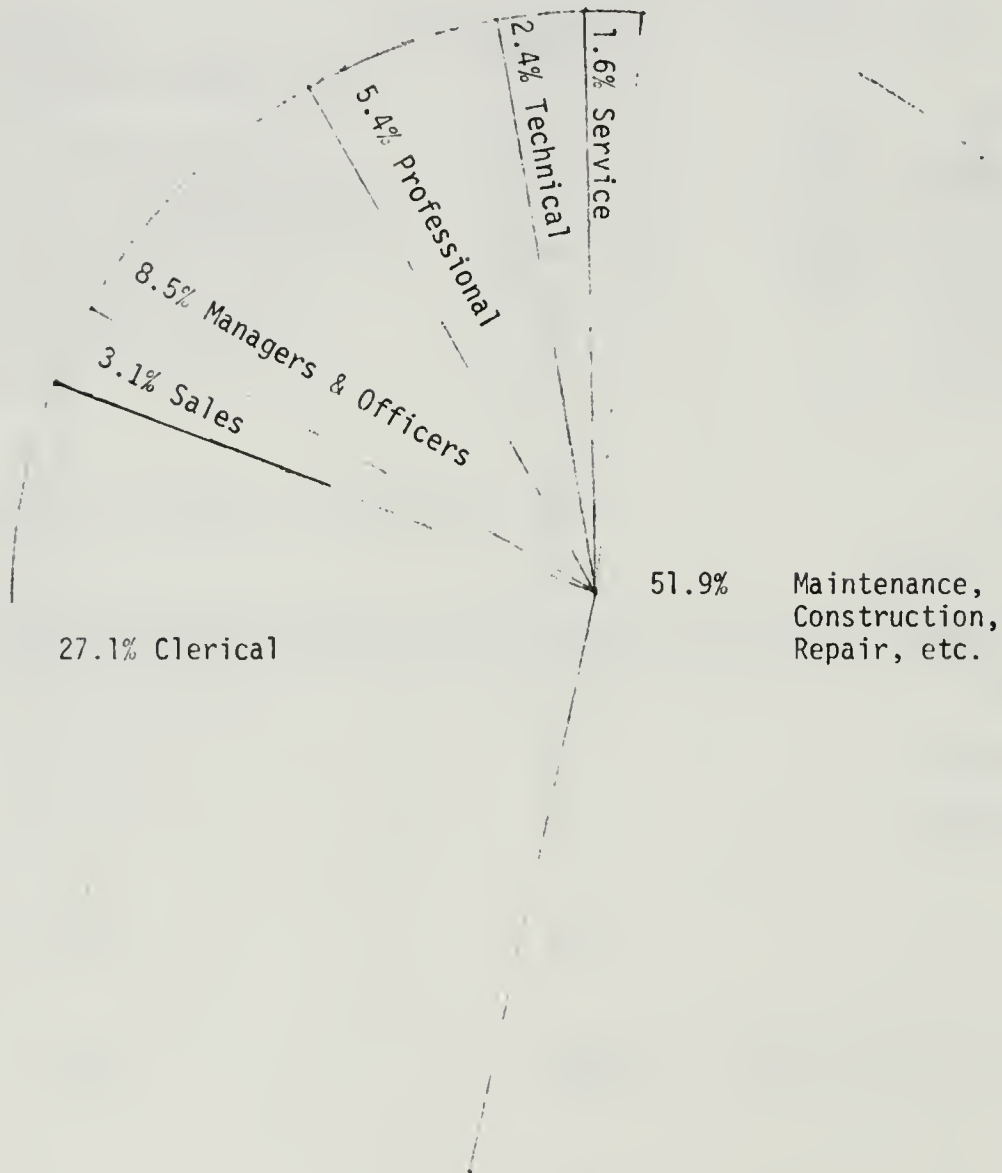 1.6% Service
2.4% Technical
5.4% Professional
8.5% Managers & Officers
3.1% Sales
27.1% Clerical
51.9% Maintenance,
Construction,
Repair, etc.